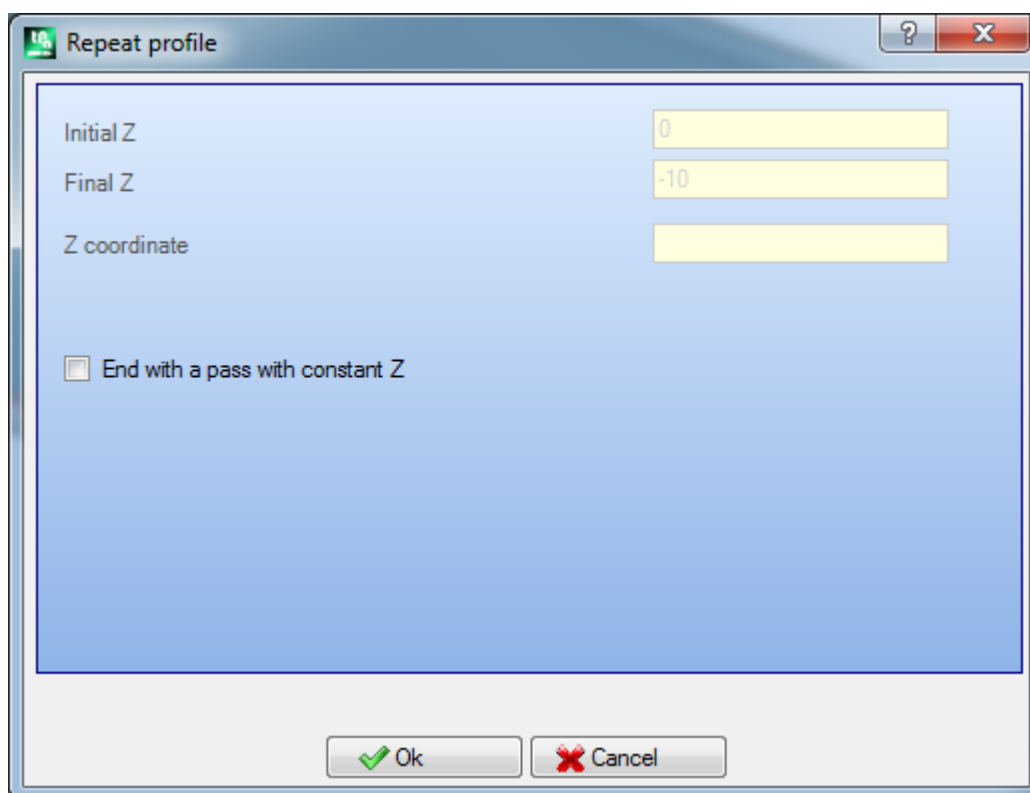 Repeat profile
Initial Z 0
Final Z -10
Z coordinate
End with a pass with constant Z
Ok Cancel